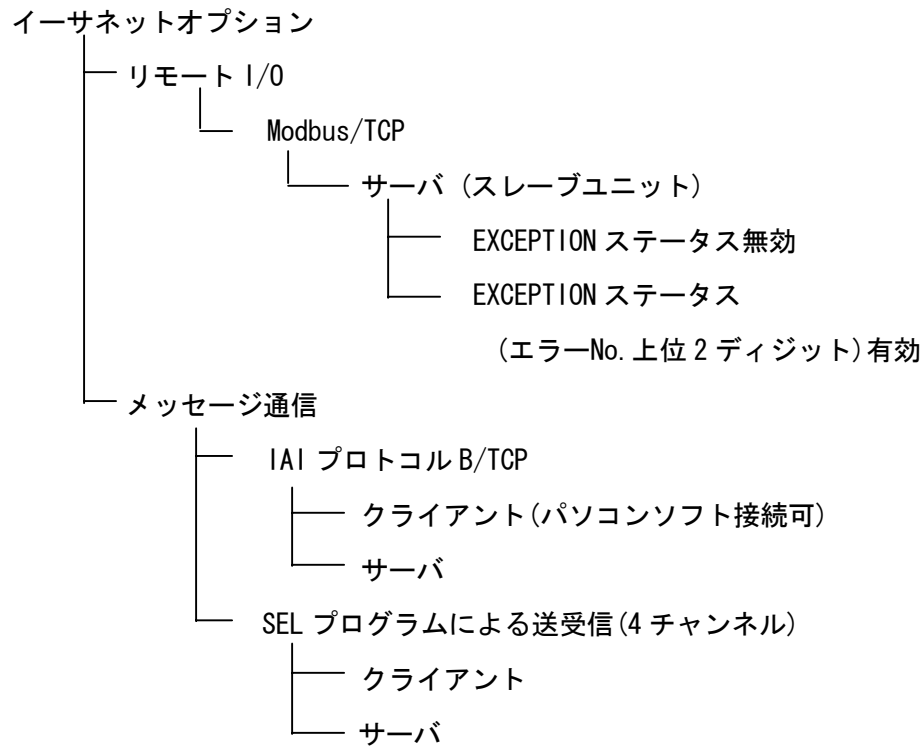 イーサネットオプション
リモート I/O
Modbus/TCP
サーバ (スレーブユニット)
EXCEPTION ステータス無効
EXCEPTION ステータス
(エラーNo.上位 2 ディジット)有効
メッセージ通信
IAI プロトコル B/TCP
クライアント(パソコンソフト接続可)
サーバ
SEL プログラムによる送受信(4 チャンネル)
クライアント
サーバ